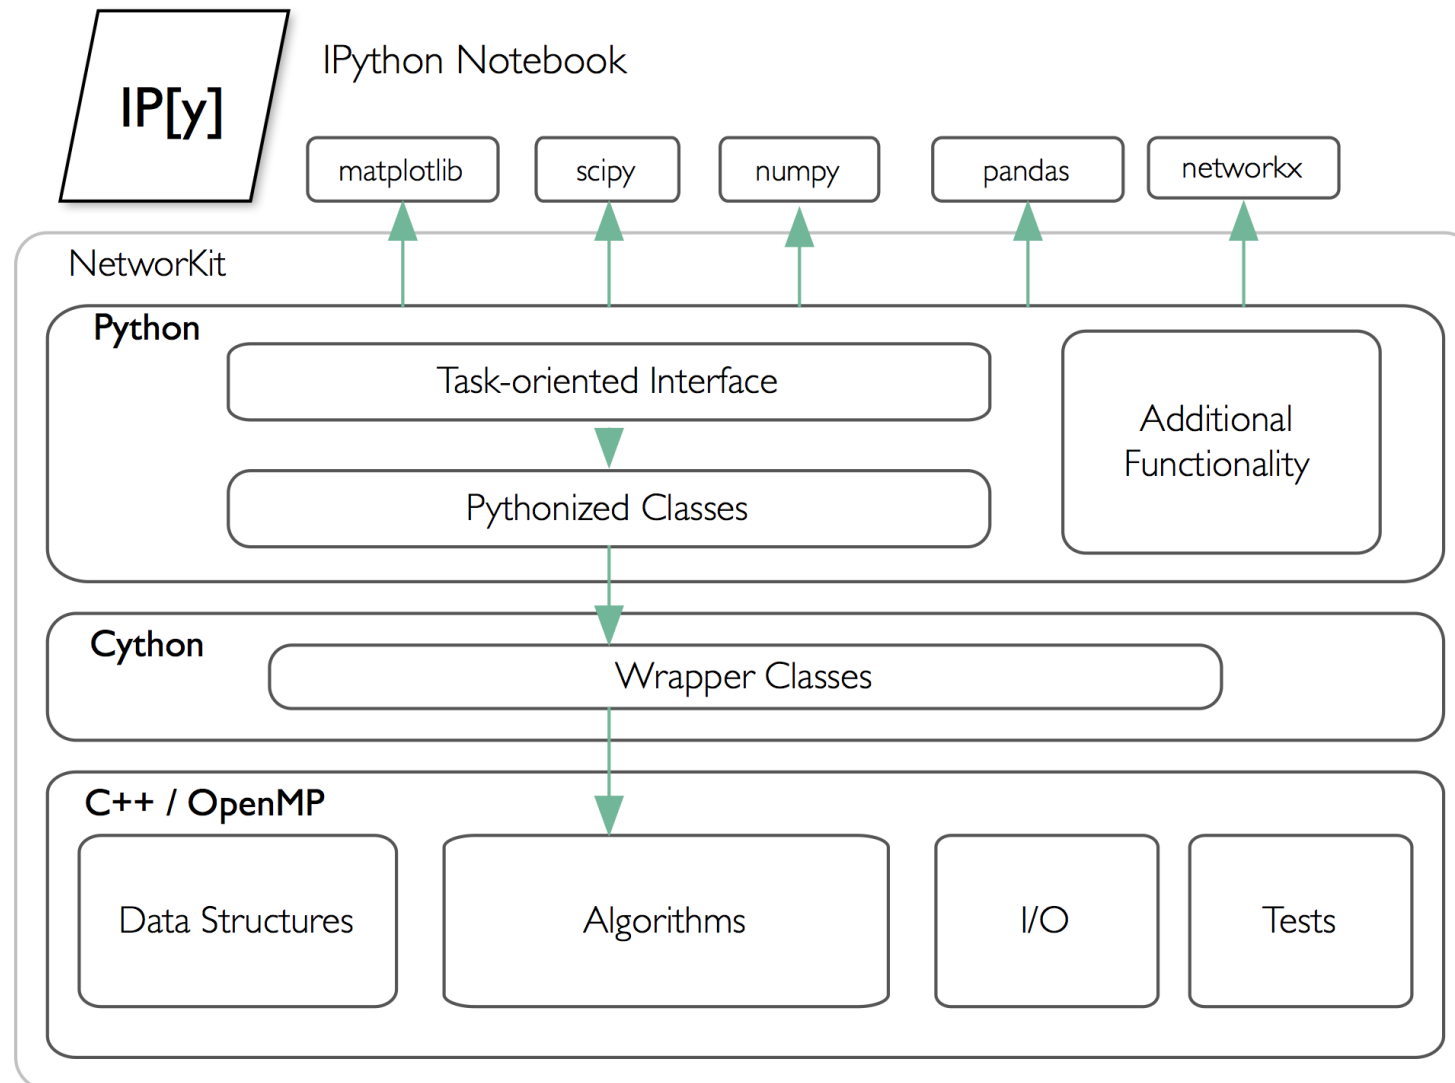 IP[y]
IPython Notebook
matplotlib
scipy
numpy
pandas
networkx
NetworKit
Python
Task-oriented Interface
Additional
Functionality
Pythonized Classes
Cython
Wrapper Classes
C++ / OpenMP
Data Structures
Algorithms
I/O
Tests